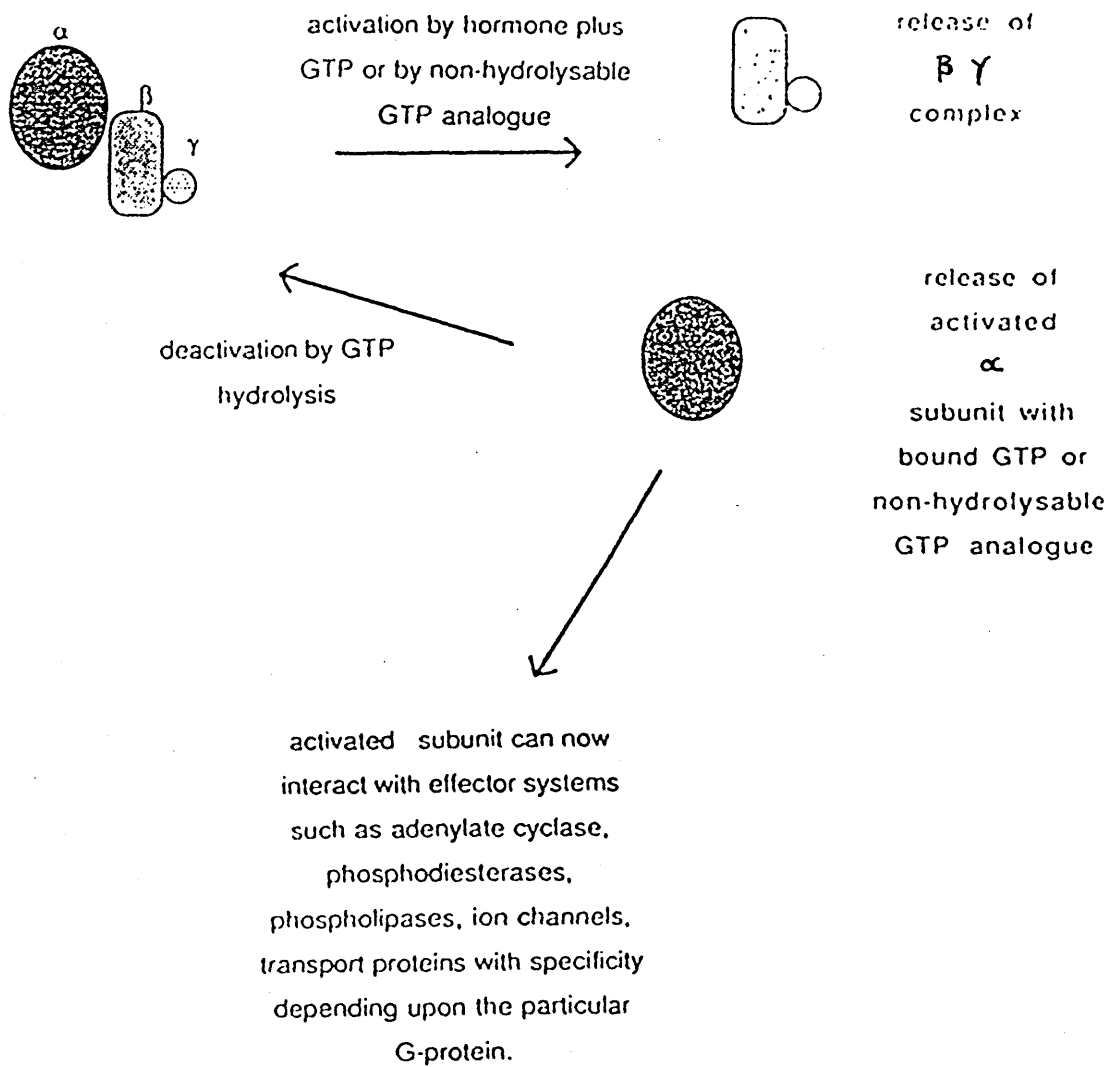 α
β
γ
activation by hormone plus
GTP or by non-hydrolysable
GTP analogue
release of
β γ
complex
deactivation by GTP
hydrolysis
release of
activated
α
subunit with
bound GTP or
non-hydrolysable
GTP analogue
activated subunit can now
interact with effector systems
such as adenylate cyclase,
phosphodiesterases,
phospholipases, ion channels,
transport proteins with specificity
depending upon the particular
G-protein.